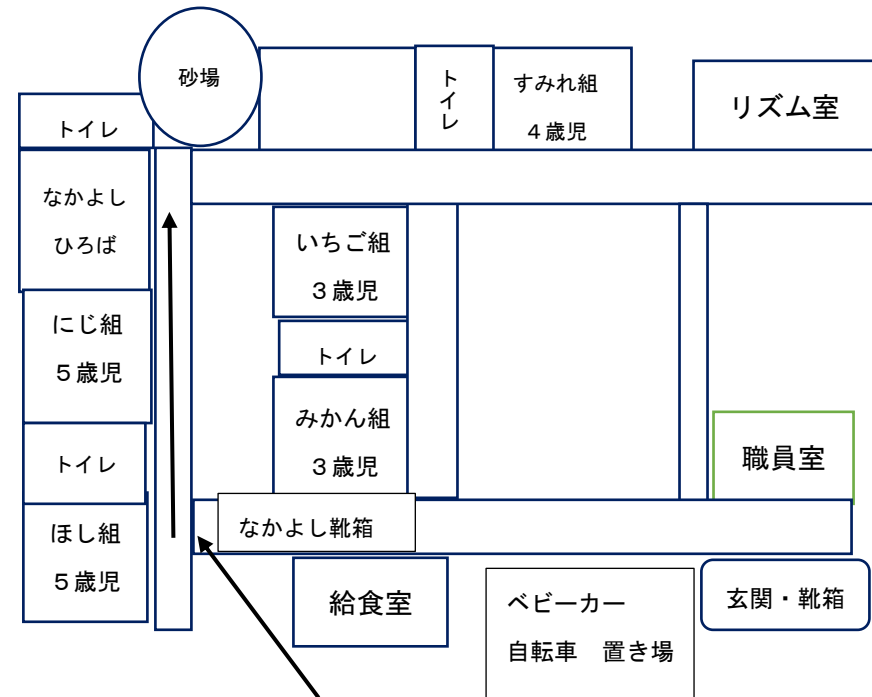 砂場
トイレ
すみれ組
４歳児
リズム室
トイレ
なかよし
ひろば
いちご組
３歳児
にじ組
５歳児
トイレ
みかん組
３歳児
トイレ
職員室
ほし組
５歳児
なかよし靴箱
給食室
ベビーカー
自転車　置き場
玄関・靴箱